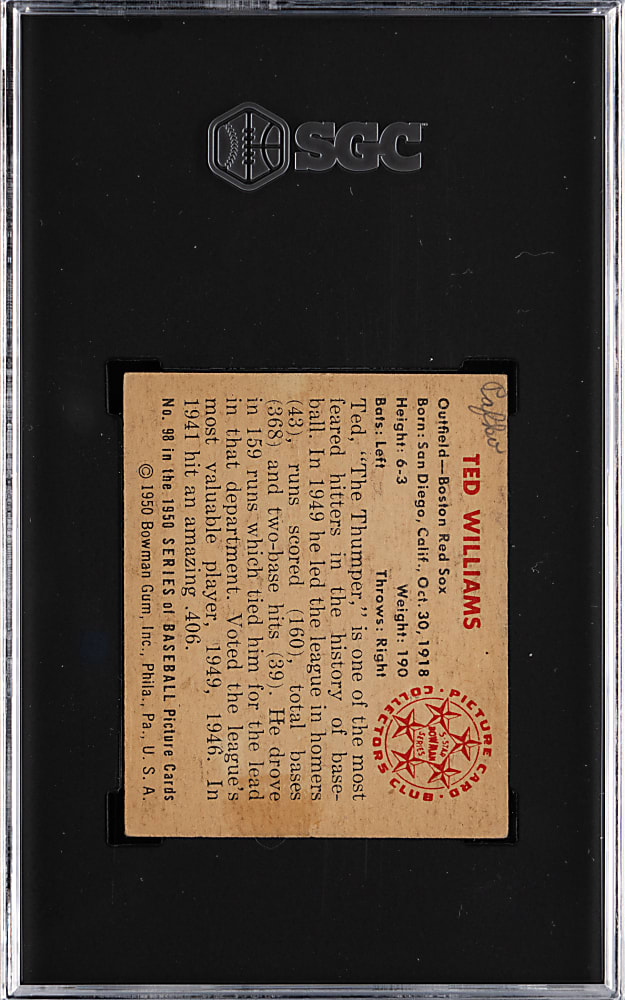 SGC
Pafko
TED WILLIAMS
Outfield—Boston Red Sox
Born: San Diego, Calif., Oct. 30, 1918
Height: 6-3 Weight: 190
Bats: Left Throws: Right
PICTURE CARD
COLLECTORS CLUB
5 STAR
BOWMAN
SERIES
Ted, "The Thumper," is one of the most
feared hitters in the history of base-
ball. In 1949 he led the league in homers
(43), runs scored (160), total bases
(368) and two-base hits (39). He drove
in 159 runs which tied him for the lead
in that department. Voted the league's
most valuable player, 1949, 1946. In
1941 hit an amazing .406.
No. 98 in the 1950 SERIES of BASEBALL Picture Cards
© 1950 Bowman Gum, Inc., Phila., Pa., U. S. A.